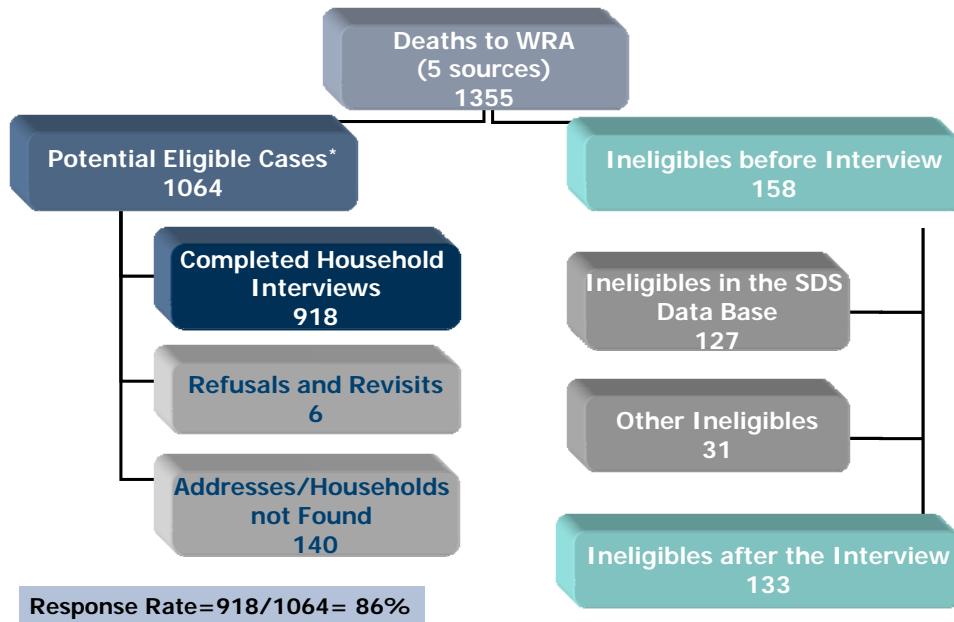 Deaths to WRA
(5 sources)
1355
Potential Eligible Cases*
1064
Ineligibles before Interview
158
Completed Household
Interviews
918
Ineligibles in the SDS
Data Base
127
Refusals and Revisits
6
Other Ineligibles
31
Addresses/Households
not Found
140
Ineligibles after the Interview
133
Response Rate=918/1064= 86%